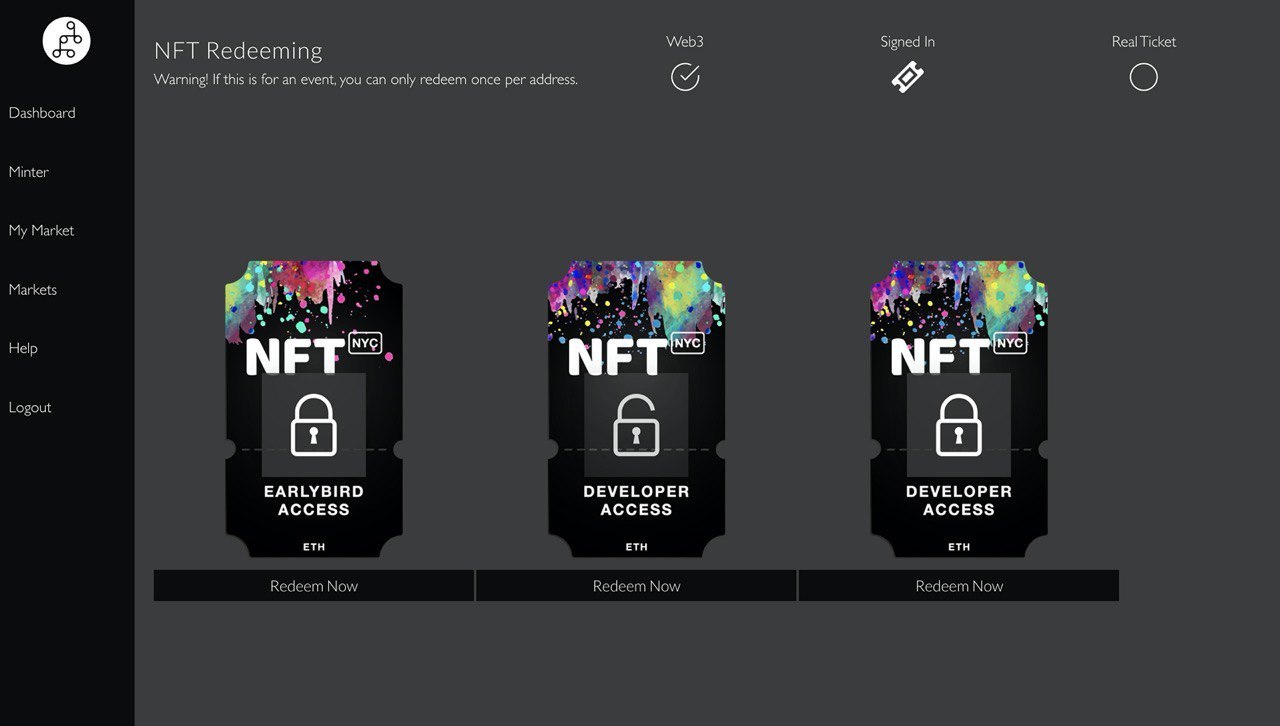 NFT Redeeming
Warning! If this is for an event, you can only redeem once per address.
Web3
Signed In
Real Ticket
Dashboard
Minter
My Market
Markets
Help
Logout
NFT NYC
EARLYBIRD
ACCESS
ETH
Redeem Now
NFT NYC
DEVELOPER
ACCESS
ETH
Redeem Now
NFT NYC
DEVELOPER
ACCESS
ETH
Redeem Now